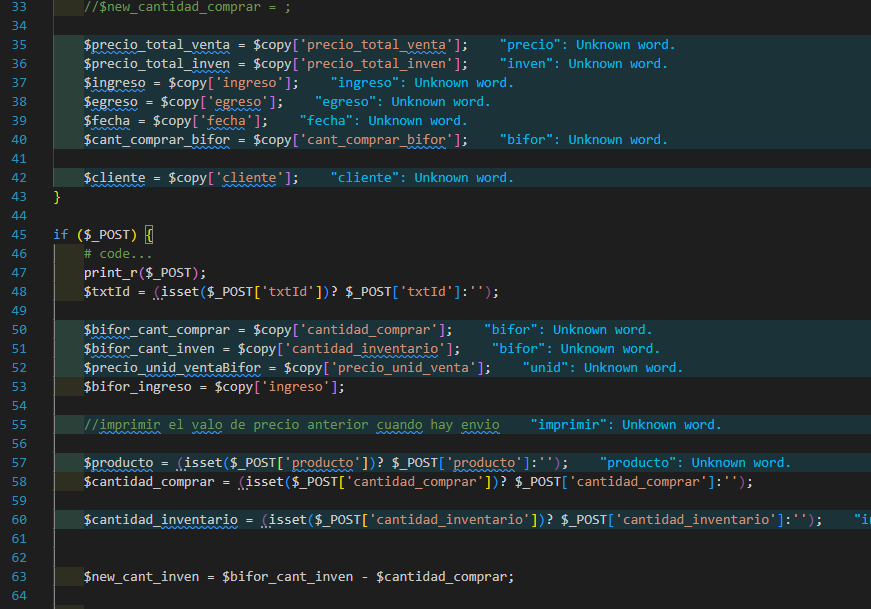 33 //$new_cantidad_comprar = ;
34
35 $precio_total_venta = $copy['precio_total_venta']; "precio": Unknown word.
36 $precio_total_inven = $copy['precio_total_inven']; "inven": Unknown word.
37 $ingreso = $copy['ingreso']; "ingreso": Unknown word.
38 $egreso = $copy['egreso']; "egreso": Unknown word.
39 $fecha = $copy['fecha']; "fecha": Unknown word.
40 $cant_comprar_bifor = $copy['cant_comprar_bifor']; "bifor": Unknown word.
41
42 $cliente = $copy['cliente']; "cliente": Unknown word.
43 }
44
45 if ($_POST) {
46 # code...
47 print_r($_POST);
48 $txtId = (isset($_POST['txtId'])? $_POST['txtId']:'');
49
50 $bifor_cant_comprar = $copy['cantidad_comprar']; "bifor": Unknown word.
51 $bifor_cant_inven = $copy['cantidad_inventario']; "bifor": Unknown word.
52 $precio_unid_ventaBifor = $copy['precio_unid_venta']; "unid": Unknown word.
53 $bifor_ingreso = $copy['ingreso'];
54
55 //imprimir el valo de precio anterior cuando hay envio "imprimir": Unknown word.
56
57 $producto = (isset($_POST['producto'])? $_POST['producto']:''); "producto": Unknown word.
58 $cantidad_comprar = (isset($_POST['cantidad_comprar'])? $_POST['cantidad_comprar']:'');
59
60 $cantidad_inventario = (isset($_POST['cantidad_inventario'])? $_POST['cantidad_inventario']:''); "i
61
62
63 $new_cant_inven = $bifor_cant_inven - $cantidad_comprar;
64